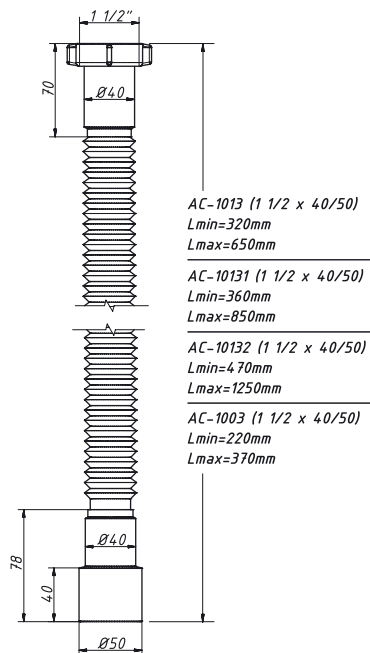 1 1/2"
70
Ø40
AC-1013 (1 1/2 x 40/50)
Lmin=320mm
Lmax=650mm
AC-10131 (1 1/2 x 40/50)
Lmin=360mm
Lmax=850mm
AC-10132 (1 1/2 x 40/50)
Lmin=470mm
Lmax=1250mm
AC-1003 (1 1/2 x 40/50)
Lmin=220mm
Lmax=370mm
78
Ø40
40
Ø50